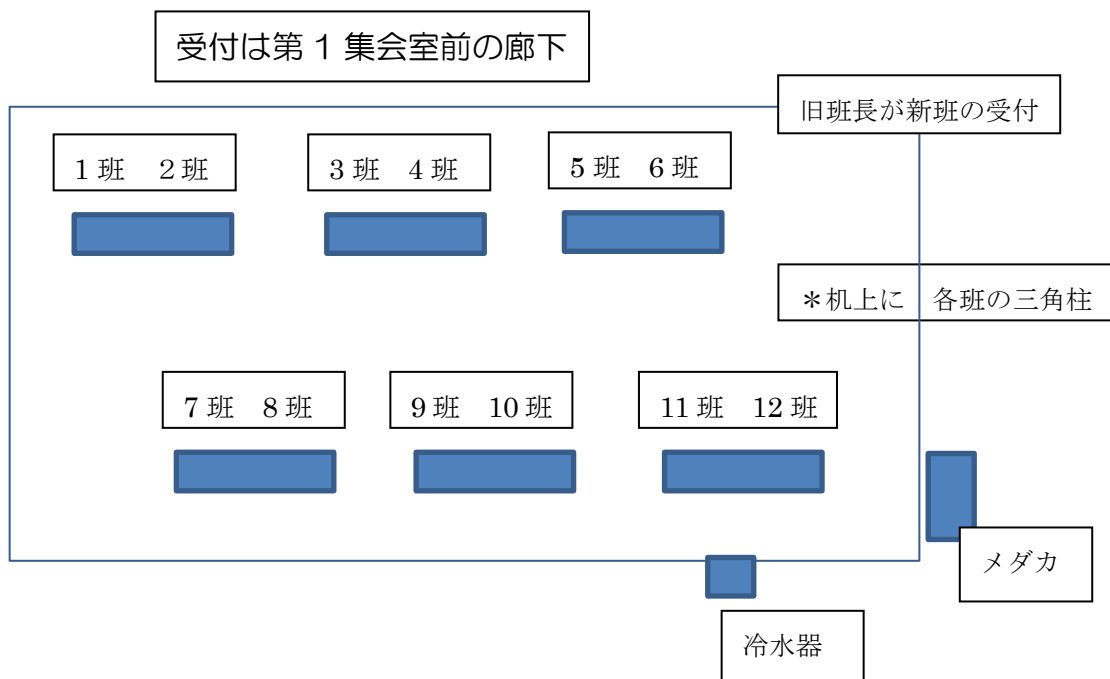 受付は第1集会室前の廊下
旧班長が新班の受付
1班 2班
3班 4班
5班 6班
＊机上に 各班の三角柱
7班 8班
9班 10班
11班 12班
メダカ
冷水器